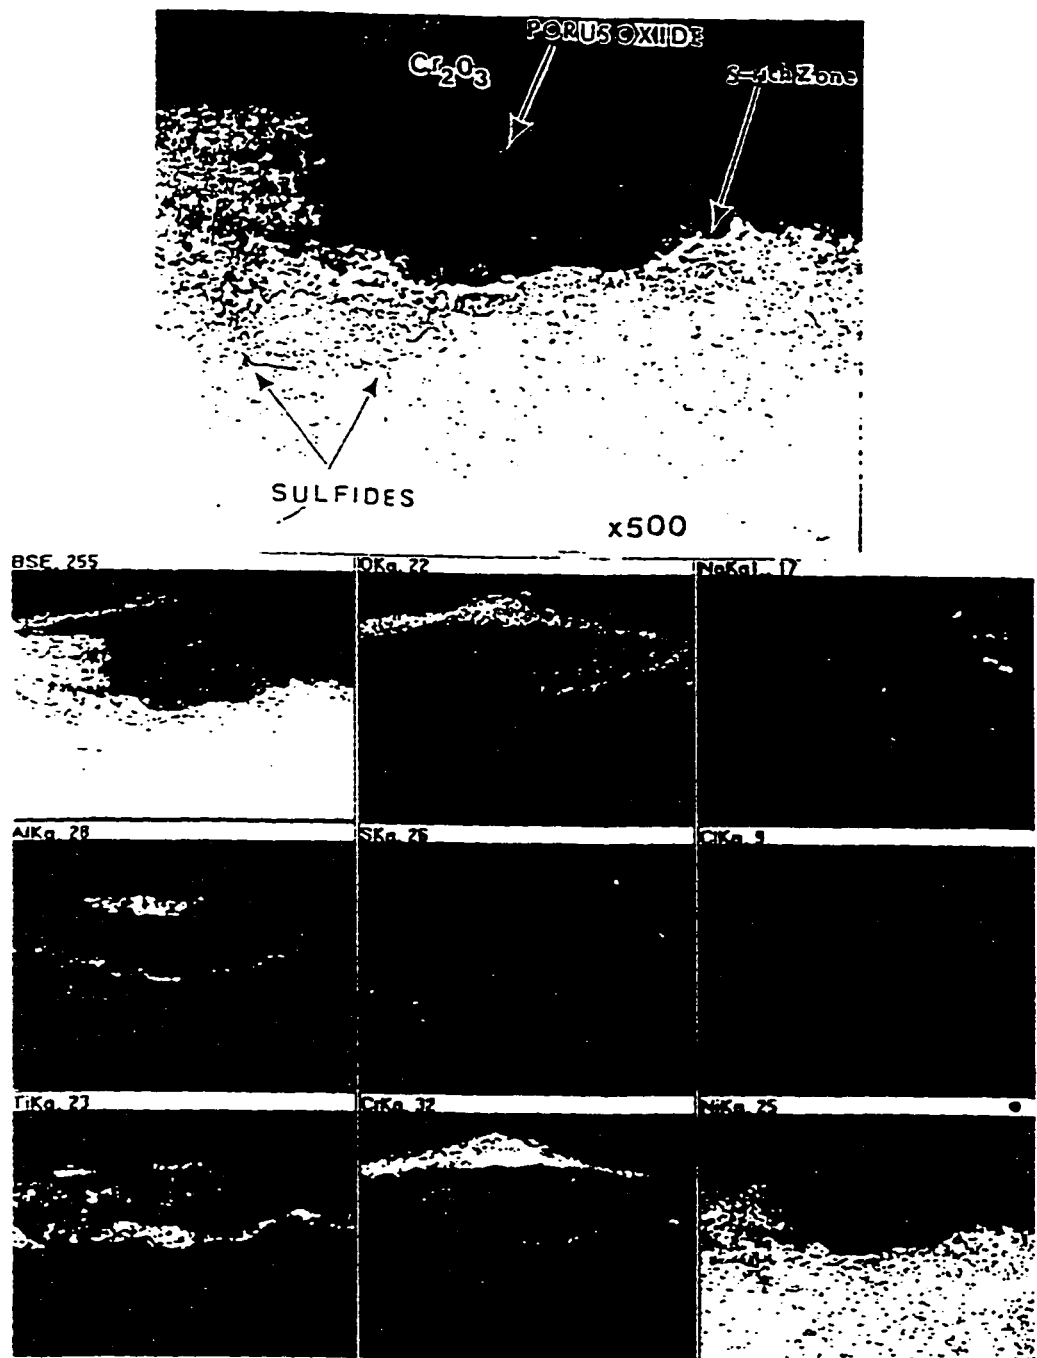 PORUS OXIIDE
Cr2O3
S-rich Zone
SULFIDES
x500
BSE, 255
OKa, 22
NaKa1, 17
AlKa, 28
SKa, 26
ClKa, 9
TiKa, 23
CrKa, 32
NiKa, 25